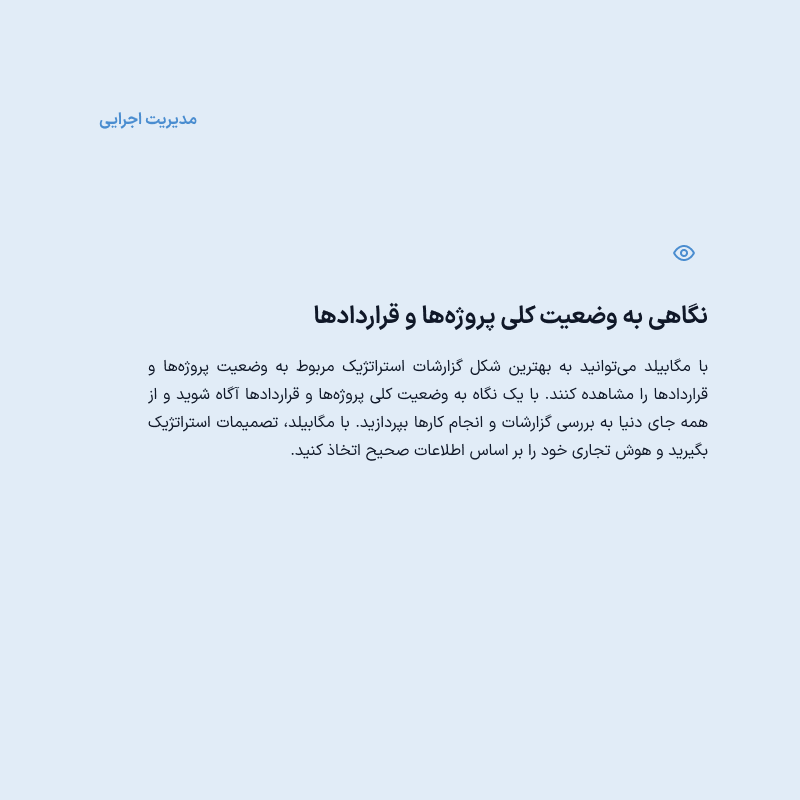 مدیریت اجرایی
نگاهی به وضعیت کلی پروژه‌ها و قراردادها
با مگابیلد می‌توانید به بهترین شکل گزارشات استراتژیک مربوط به وضعیت پروژه‌ها و
قراردادها را مشاهده کنند. با یک نگاه به وضعیت کلی پروژه‌ها و قراردادها آگاه شوید و از
همه جای دنیا به بررسی گزارشات و انجام کارها بپردازید. با مگابیلد، تصمیمات استراتژیک
بگیرید و هوش تجاری خود را بر اساس اطلاعات صحیح اتخاذ کنید.